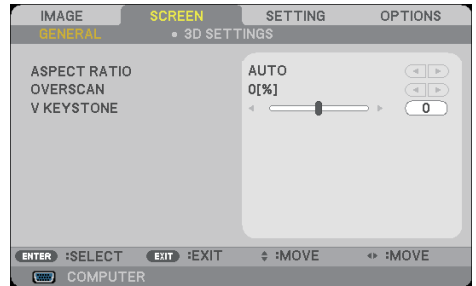 IMAGE SCREEN SETTING OPTIONS
GENERAL • 3D SETTINGS
ASPECT RATIO AUTO
OVERSCAN 0[%]
V KEYSTONE 0
ENTER :SELECT EXIT :EXIT :MOVE :MOVE
COMPUTER